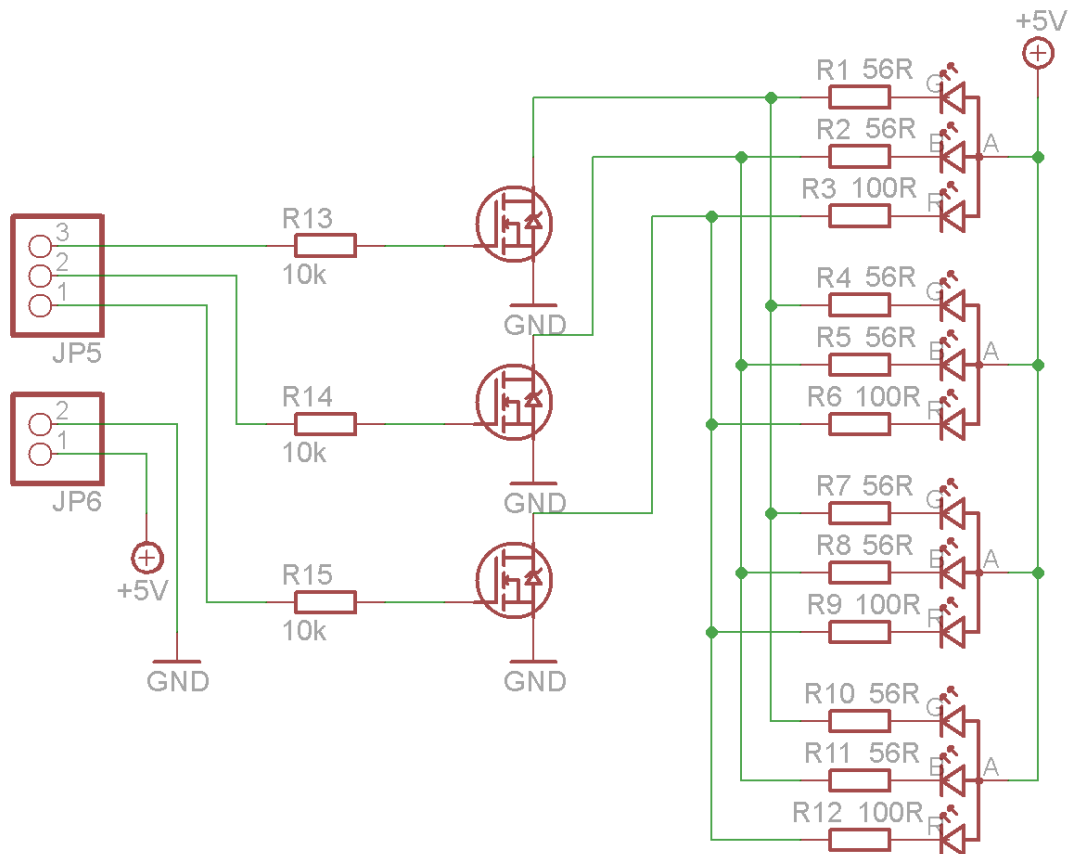 +5V
R1 56R
G
R2 56R
B
A
R3 100R
R
3
2
1
JP5
R13
10k
GND
R4 56R
G
R5 56R
B
A
R6 100R
R
2
1
JP6
+5V
GND
R14
10k
GND
R7 56R
G
R8 56R
B
A
R9 100R
R
R15
10k
GND
R10 56R
G
R11 56R
B
A
R12 100R
R